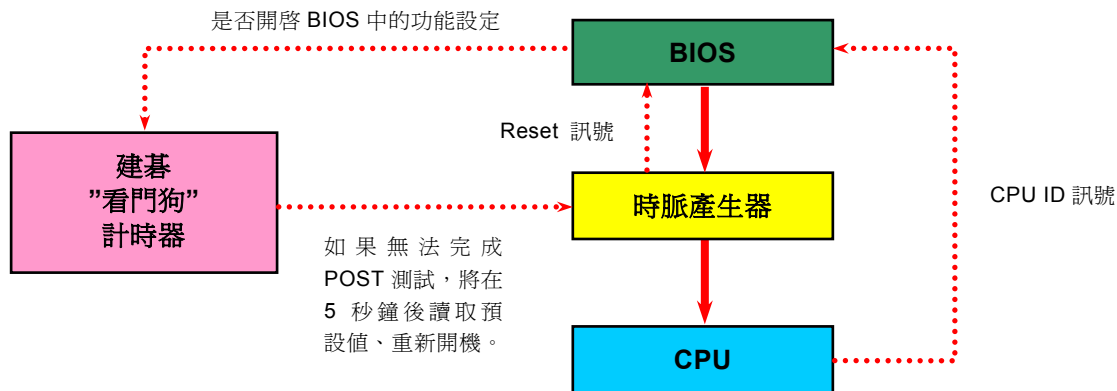 是否開啓 BIOS 中的功能設定
BIOS
Reset 訊號
建碁
”看門狗”
計時器
時脈產生器
CPU ID 訊號
如果無法完成
POST 測試，將在
5 秒鐘後讀取預
設值、重新開機。
CPU